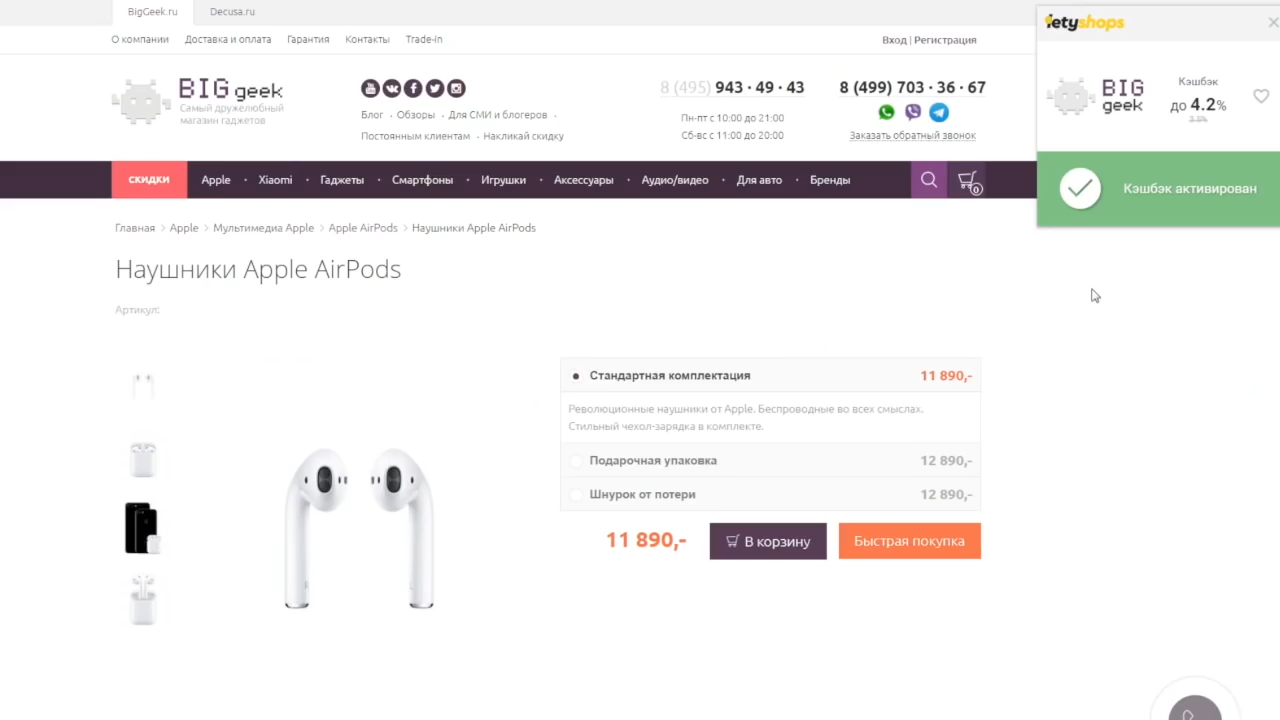 BigGeek.ru
Decusa.ru
О компании
Доставка и оплата
Гарантия
Контакты
Trade-In
Вход | Регистрация
BIG geek
Самый дружелюбный
магазин гаджетов
Блог · Обзоры · Для СМИ и блогеров ·
Постоянным клиентам · Накликай скидку
8 (495) 943 · 49 · 43
Пн-пт с 10:00 до 21:00
Сб-вс с 11:00 до 20:00
8 (499) 703 · 36 · 67
Заказать обратный звонок
letyshops
BIG
geek
Кэшбэк
до 4.2%
3.5%
Кэшбэк активирован
СКИДКИ
Apple · Xiaomi · Гаджеты · Смартфоны · Игрушки · Аксессуары · Аудио/видео · Для авто · Бренды
0
Главная > Apple > Мультимедиа Apple > Apple AirPods > Наушники Apple AirPods
Наушники Apple AirPods
Артикул:
Стандартная комплектация 11 890,-
Революционные наушники от Apple. Беспроводные во всех смыслах.
Стильный чехол-зарядка в комплекте.
Подарочная упаковка 12 890,-
Шнурок от потери 12 890,-
11 890,-
В корзину
Быстрая покупка